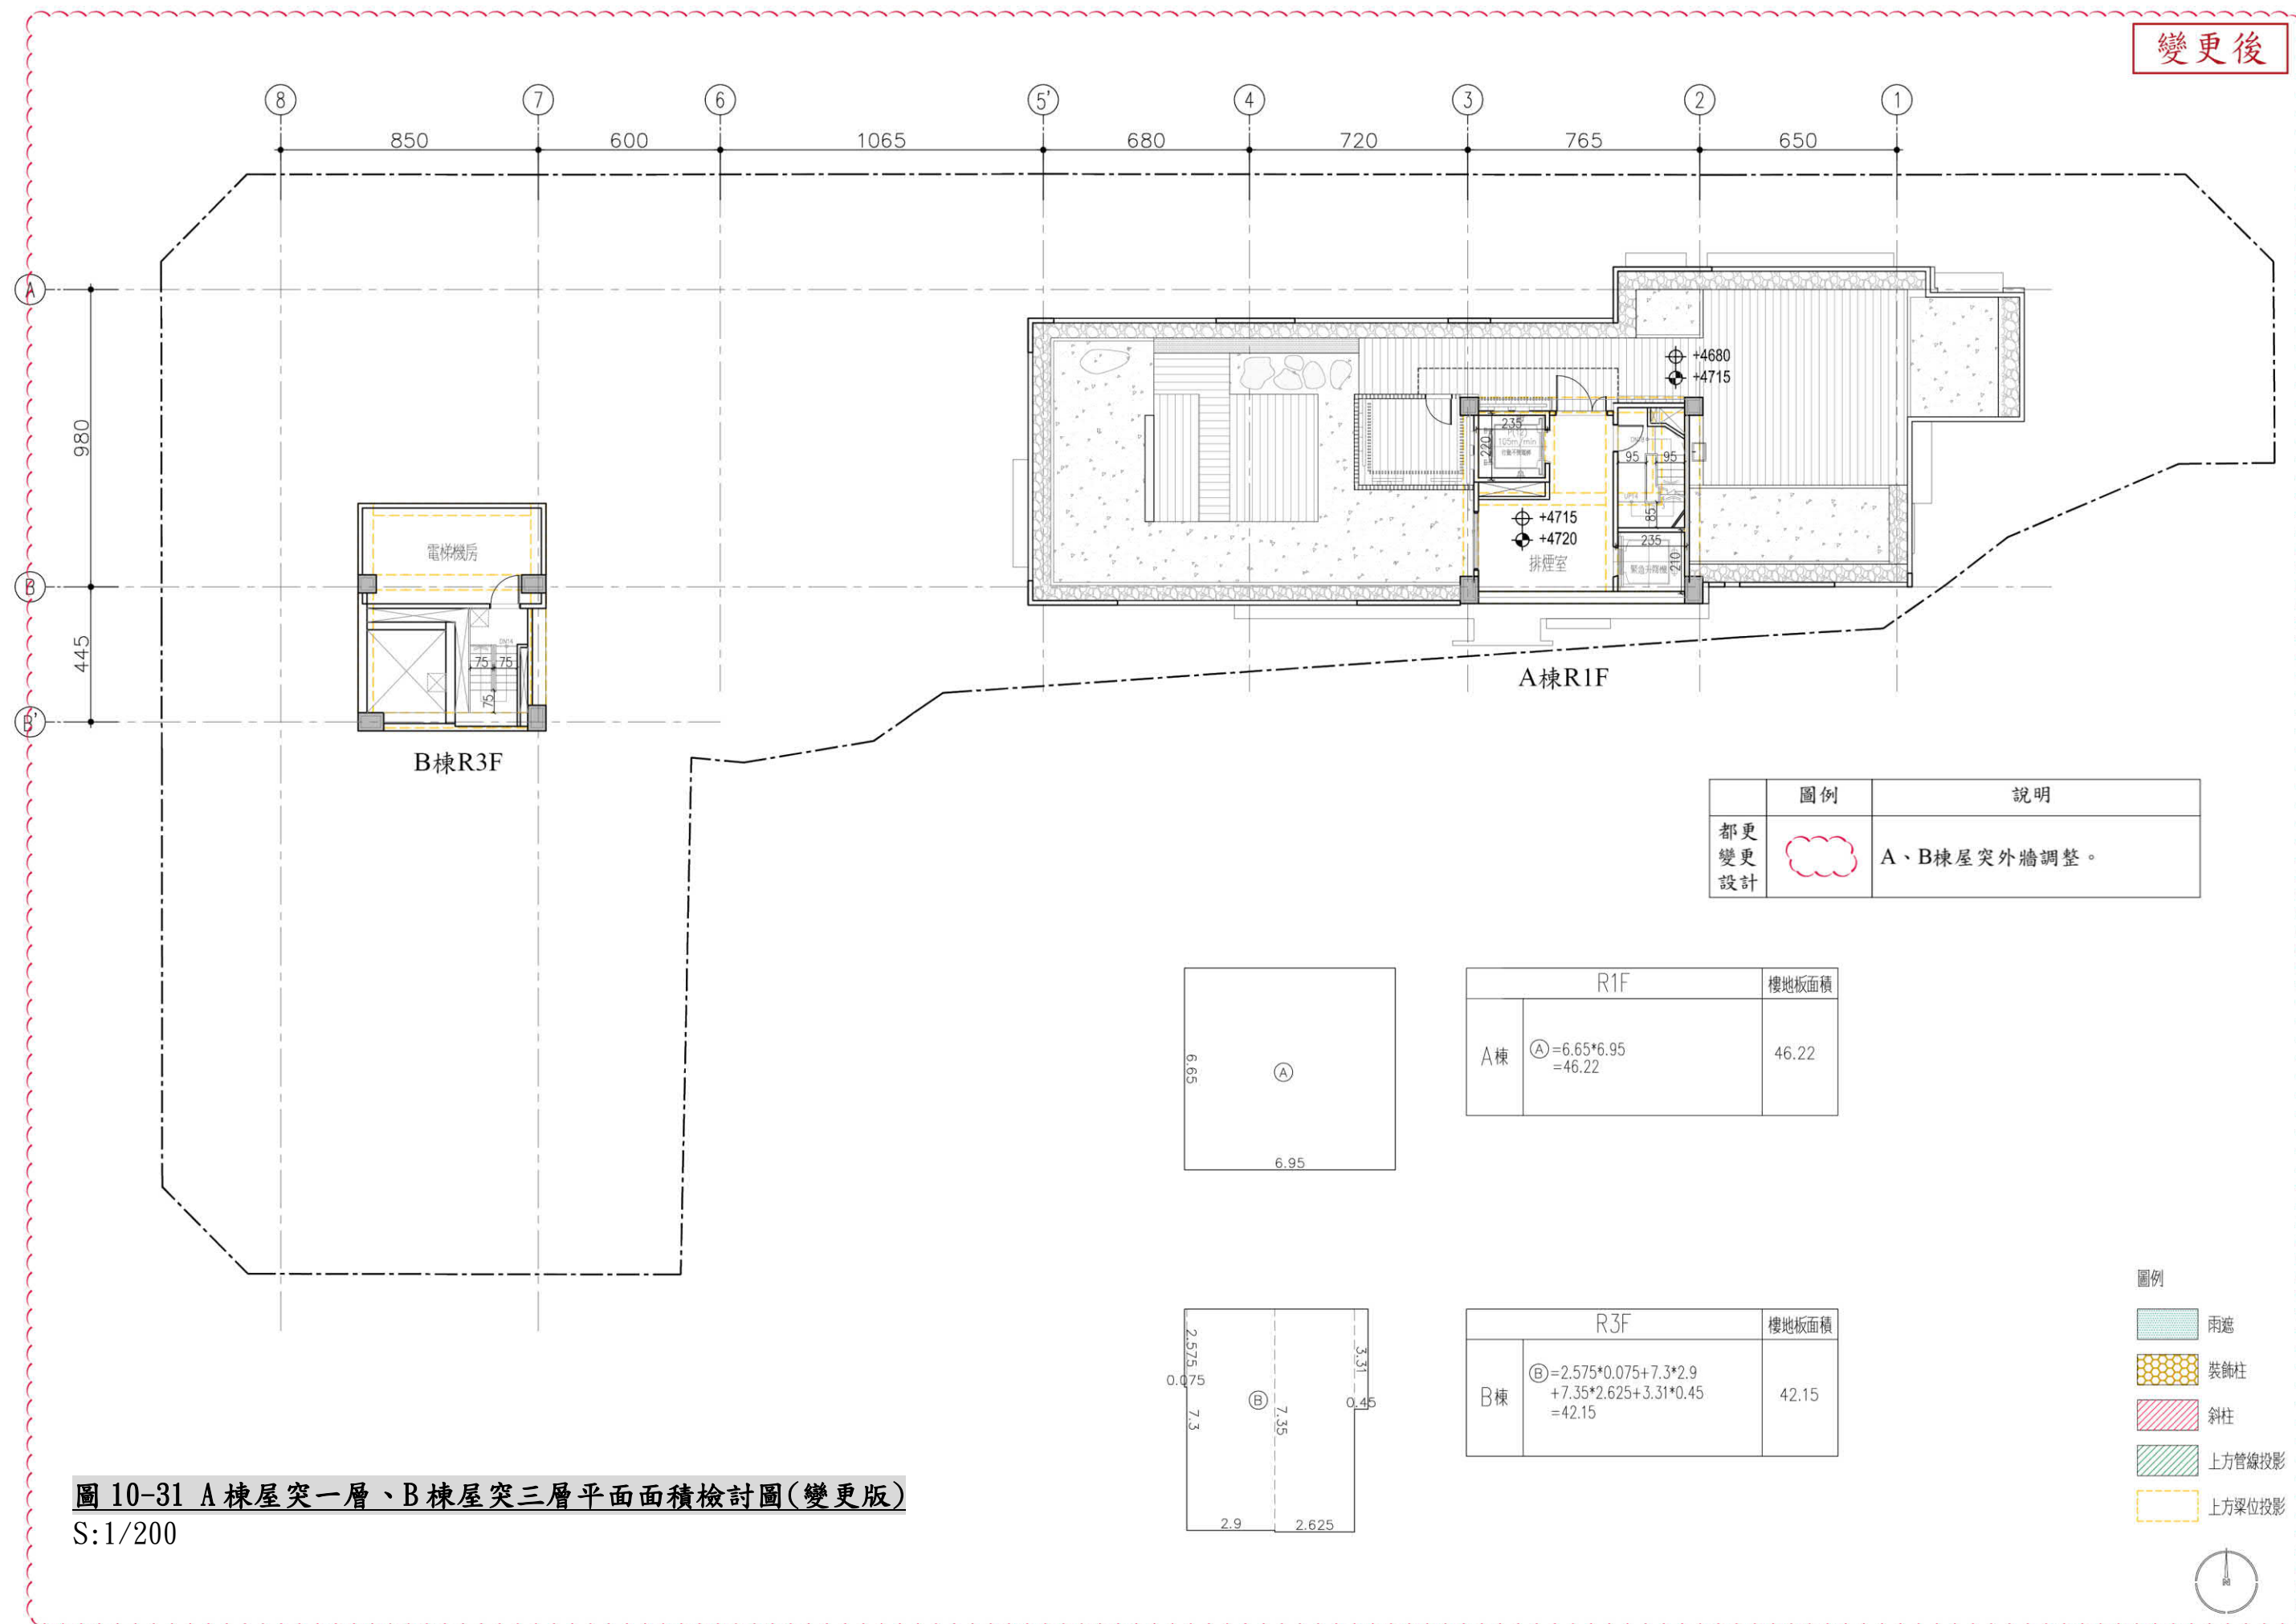 變更後
8 7 6 5' 4 3 2 1
850 600 1065 680 720 765 650
A
980
B
445
B'
+4680
+4715
235
220
105m/min
95 95
85
+4715
+4720
排煙室
235
210
A棟R1F
電梯機房
DN14
75 75
75
B棟R3F
圖例 說明
都更
變更
設計
A、B棟屋突外牆調整。
6.65
A
6.95
R1F 樓地板面積
A棟
Ⓐ=6.65*6.95
=46.22
46.22
2.575
0.075
7.3
B
7.35
3.31
0.45
2.9 2.625
R3F 樓地板面積
B棟
Ⓑ=2.575*0.075+7.3*2.9
+7.35*2.625+3.31*0.45
=42.15
42.15
圖例
雨遮
裝飾柱
斜柱
上方管線投影
上方梁位投影
圖 10-31 A棟屋突一層、B棟屋突三層平面面積檢討圖(變更版)
S:1/200